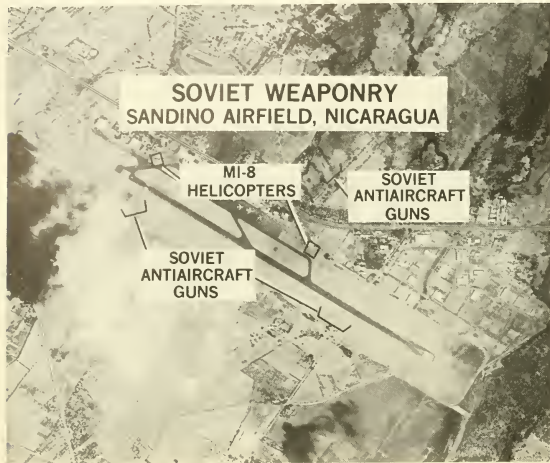 SOVIET WEAPONRY
SANDINO AIRFIELD, NICARAGUA
MI-8
HELICOPTERS
SOVIET
ANTIAIRCRAFT
GUNS
SOVIET
ANTIAIRCRAFT
GUNS